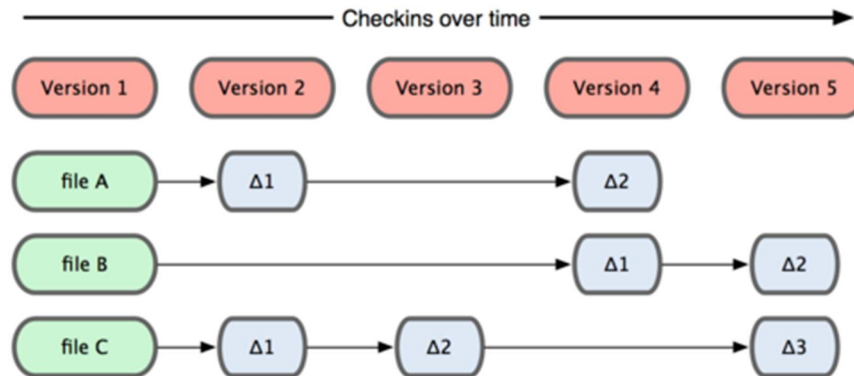 Checkins over time
Version 1 Version 2 Version 3 Version 4 Version 5
file A Δ1 Δ2
file B Δ1 Δ2
file C Δ1 Δ2 Δ3